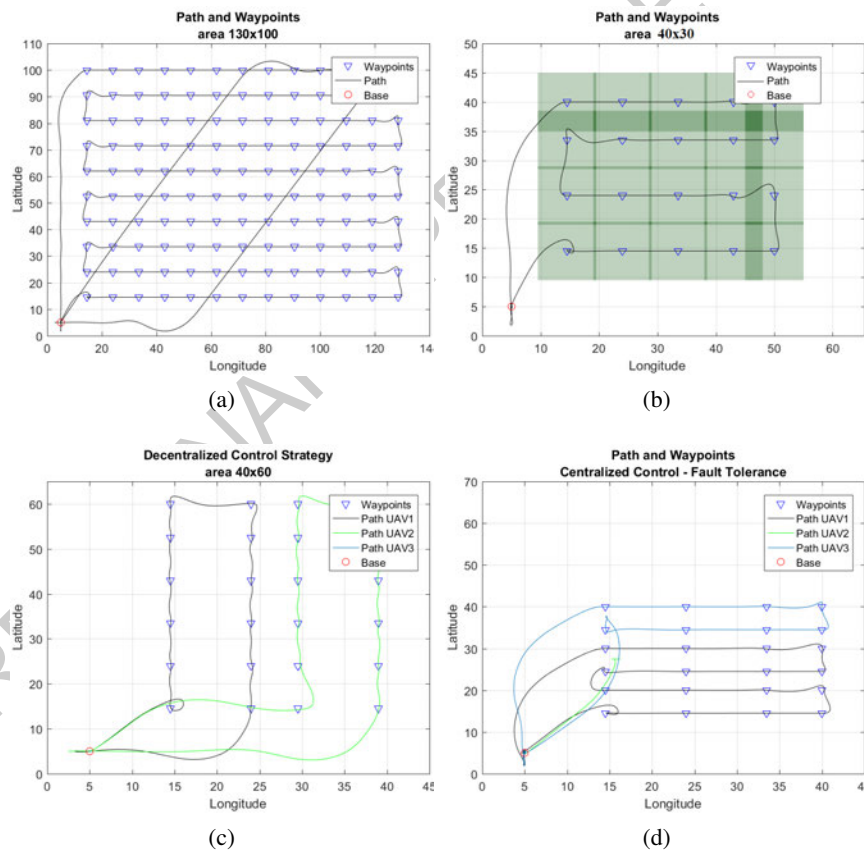 Path and Waypoints
area 130x100
110
100
90
80
70
60
50
40
30
20
10
0
Latitude
0 20 40 60 80 100 120 14
Longitude
Waypoints
Path
Base
(a)
Path and Waypoints
area 40x30
50
45
40
35
30
25
20
15
10
5
0
Latitude
0 10 20 30 40 50 60
Longitude
Waypoints
Path
Base
(b)
Decentralized Control Strategy
area 40x60
60
50
40
30
20
10
0
Latitude
0 5 10 15 20 25 30 35 40 45
Longitude
Waypoints
Path UAV1
Path UAV2
Path UAV3
Base
(c)
Path and Waypoints
Centralized Control - Fault Tolerance
70
60
50
40
30
20
10
0
Latitude
0 5 10 15 20 25 30 35 40 45
Longitude
Waypoints
Path UAV1
Path UAV2
Path UAV3
Base
(d)